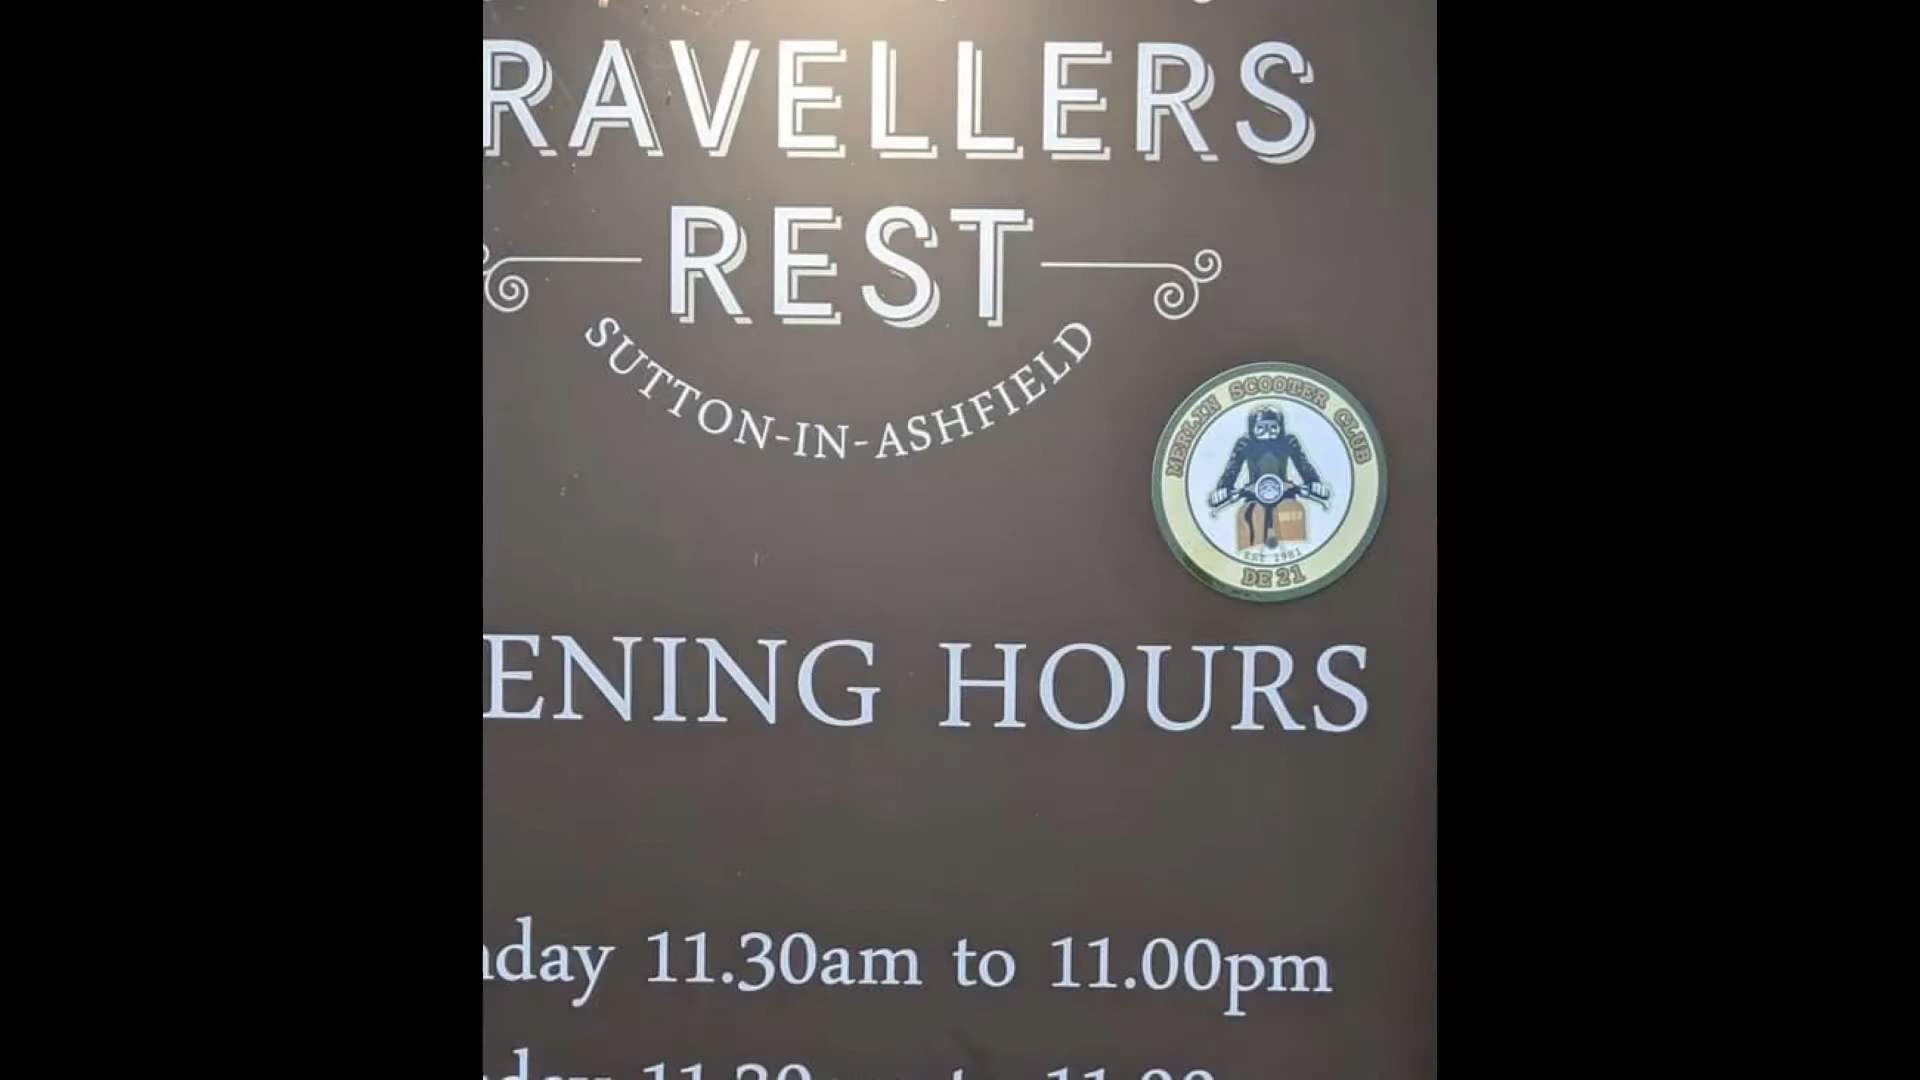 RAVELLERS
REST
SUTTON-IN-ASHFIELD
MERLIN SCOOTER CLUB
EST 1981
DE 21
ENING HOURS
day 11.30am to 11.00pm